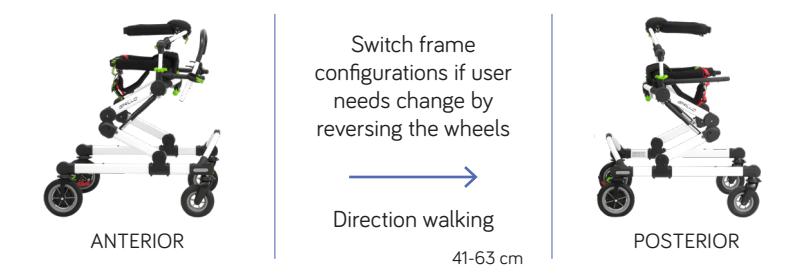 Switch frame
configurations if user
needs change by
reversing the wheels
Direction walking
41-63 cm
ANTERIOR
POSTERIOR